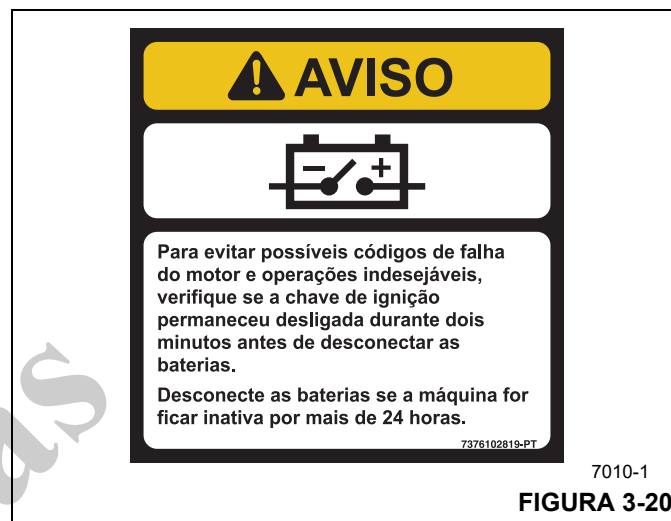 AVISO
Para evitar possíveis códigos de falha
do motor e operações indesejáveis,
verifique se a chave de ignição
permaneceu desligada durante dois
minutos antes de desconectar as
baterias.
Desconecte as baterias se a máquina for
ficar inativa por mais de 24 horas.
7376102819-PT
7010-1
FIGURA 3-20
as